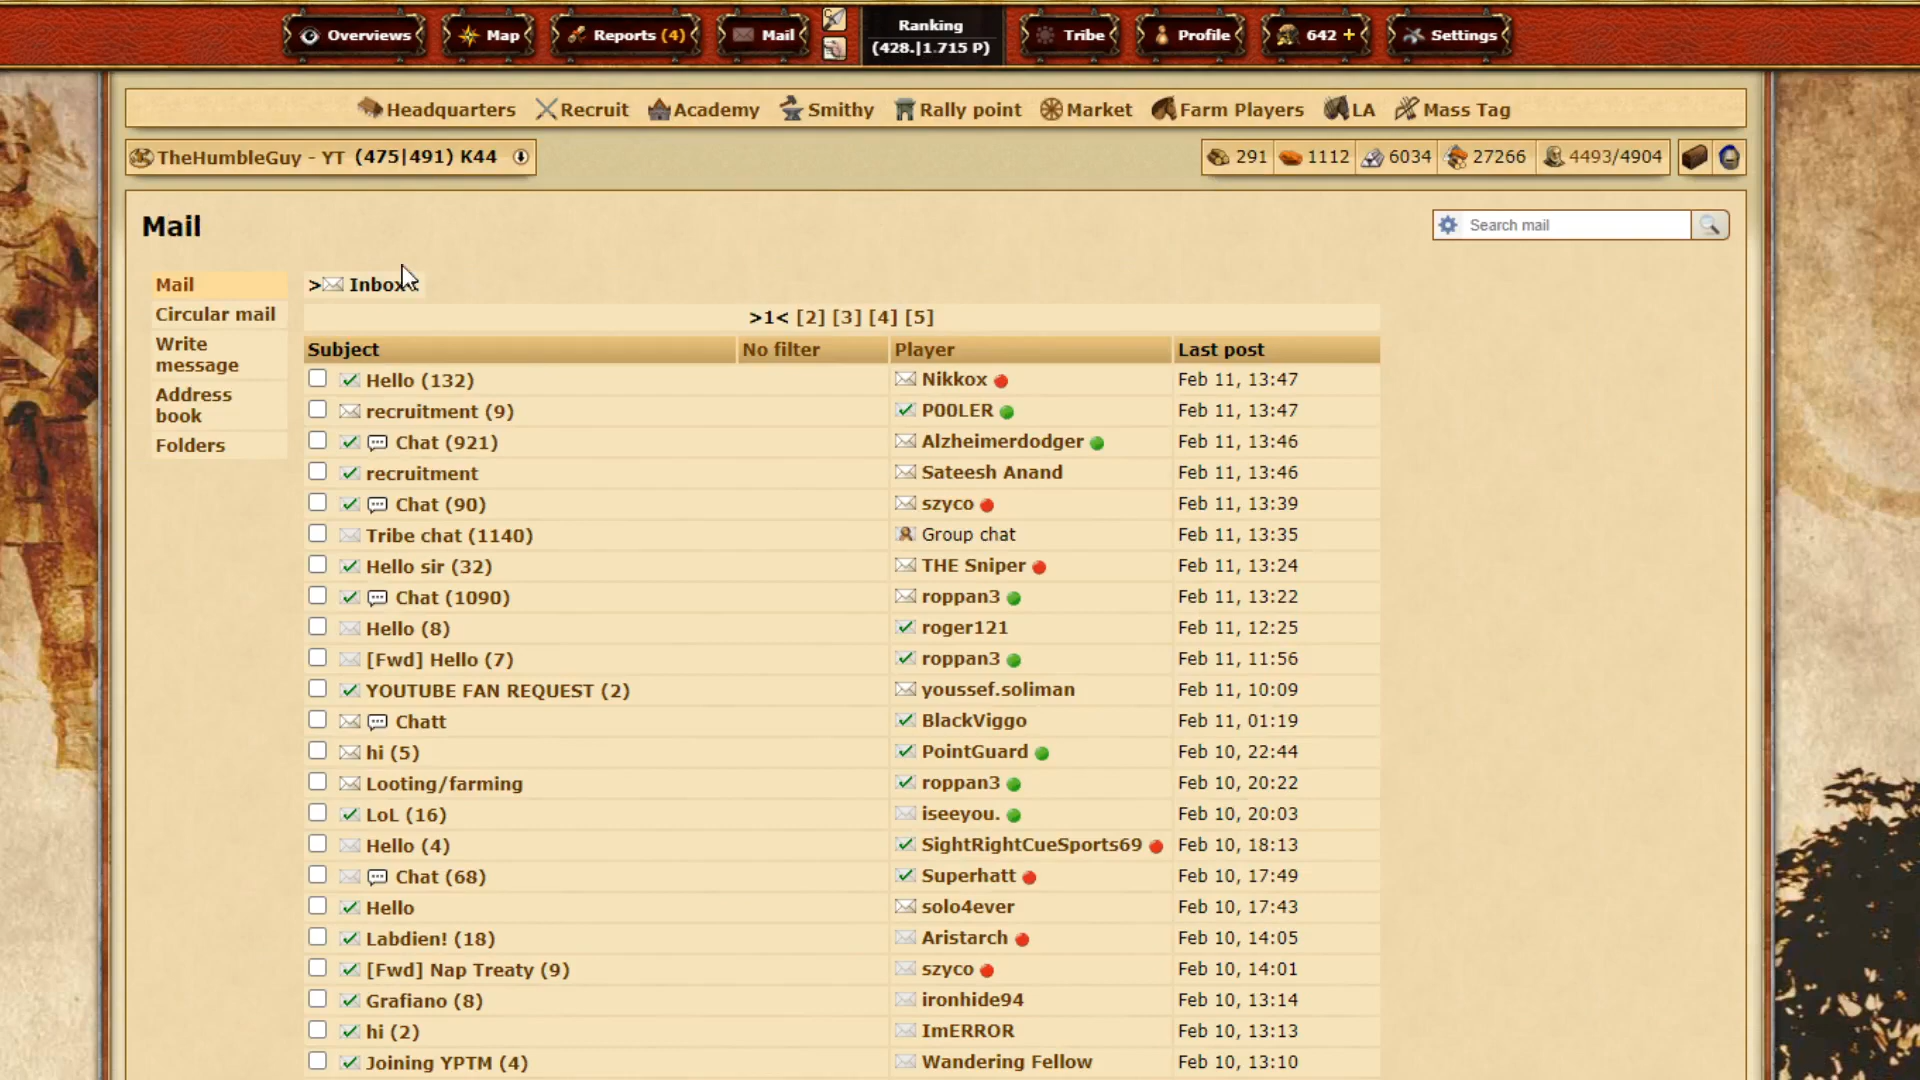 Overviews Map Reports (4) Mail Ranking (428.|1.715 P) Tribe Profile 642 + Settings
Headquarters Recruit Academy Smithy Rally point Market Farm Players LA Mass Tag
TheHumbleGuy - YT (475|491) K44 291 1112 6034 27266 4493/4904
Mail Search mail
Mail >Inbox<
Circular mail >1< [2] [3] [4] [5]
Write message
Address book
Folders
Subject No filter Player Last post
Hello (132) Nikkox Feb 11, 13:47
recruitment (9) P00LER Feb 11, 13:47
Chat (921) Alzheimerdodger Feb 11, 13:46
recruitment Sateesh Anand Feb 11, 13:46
Chat (90) szyco Feb 11, 13:39
Tribe chat (1140) Group chat Feb 11, 13:35
Hello sir (32) THE Sniper Feb 11, 13:24
Chat (1090) roppan3 Feb 11, 13:22
Hello (8) roger121 Feb 11, 12:25
[Fwd] Hello (7) roppan3 Feb 11, 11:56
YOUTUBE FAN REQUEST (2) youssef.soliman Feb 11, 10:09
Chatt BlackViggo Feb 11, 01:19
hi (5) PointGuard Feb 10, 22:44
Looting/farming roppan3 Feb 10, 20:22
LoL (16) iseeyou. Feb 10, 20:03
Hello (4) SightRightCueSports69 Feb 10, 18:13
Chat (68) Superhatt Feb 10, 17:49
Hello solo4ever Feb 10, 17:43
Labdien! (18) Aristarch Feb 10, 14:05
[Fwd] Nap Treaty (9) szyco Feb 10, 14:01
Grafiano (8) ironhide94 Feb 10, 13:14
hi (2) ImERROR Feb 10, 13:13
Joining YPTM (4) Wandering Fellow Feb 10, 13:10